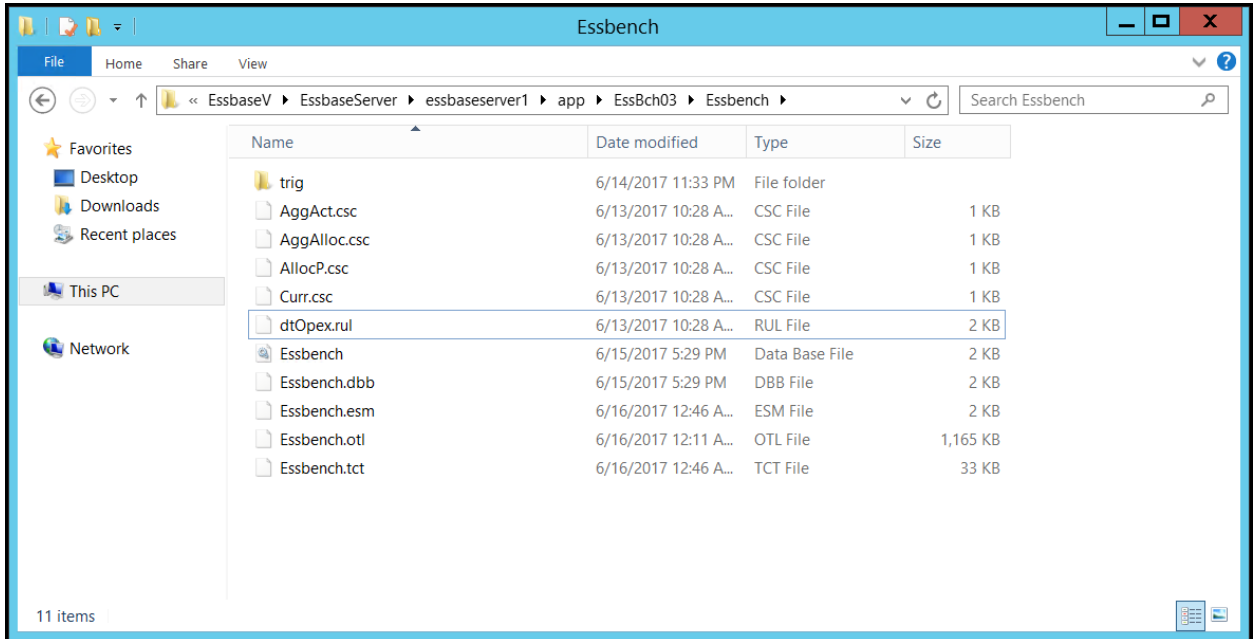 Essbench
File Home Share View
« EssbaseV EssbaseServer essbaseserver1 app EssBch03 Essbench Search Essbench
Name Date modified Type Size
Favorites
Desktop
Downloads
Recent places
This PC
Network
trig 6/14/2017 11:33 PM File folder
AggAct.csc 6/13/2017 10:28 A... CSC File 1 KB
AggAlloc.csc 6/13/2017 10:28 A... CSC File 1 KB
AllocP.csc 6/13/2017 10:28 A... CSC File 1 KB
Curr.csc 6/13/2017 10:28 A... CSC File 1 KB
dtOpex.rul 6/13/2017 10:28 A... RUL File 2 KB
Essbench 6/15/2017 5:29 PM Data Base File 2 KB
Essbench.dbb 6/15/2017 5:29 PM DBB File 2 KB
Essbench.esm 6/16/2017 12:46 A... ESM File 2 KB
Essbench.otl 6/16/2017 12:11 A... OTL File 1,165 KB
Essbench.tct 6/16/2017 12:46 A... TCT File 33 KB
11 items